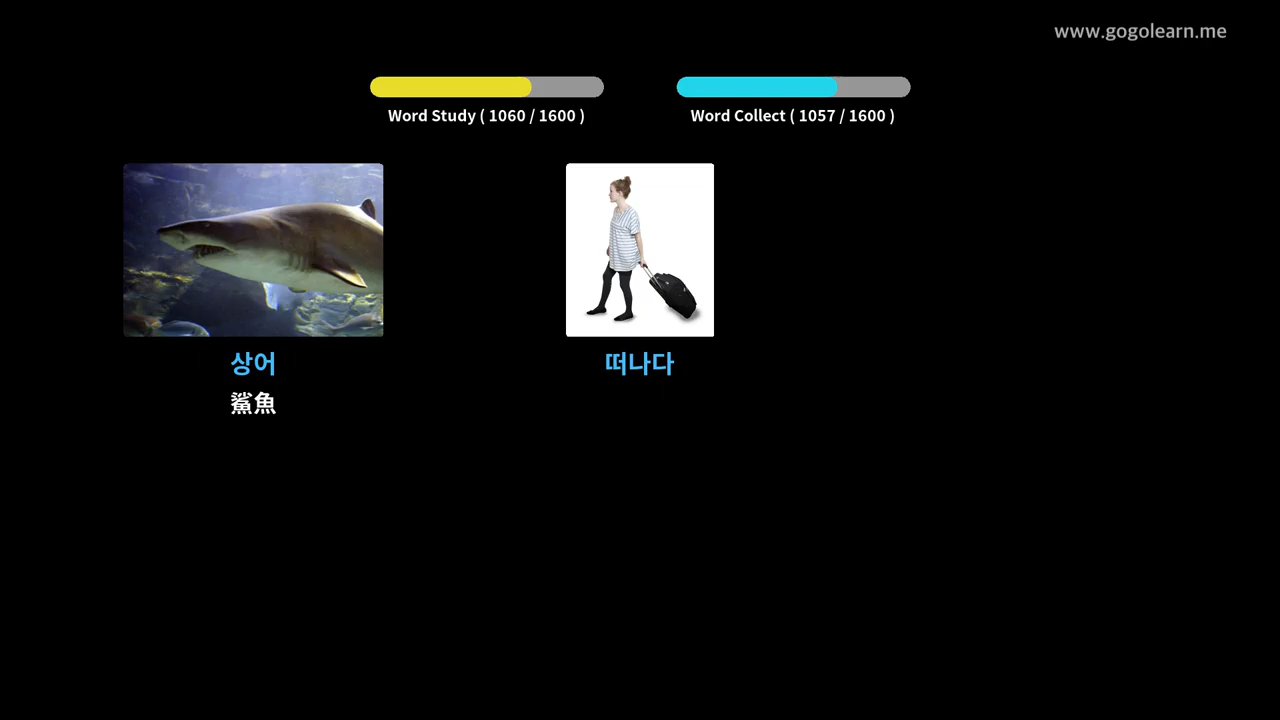 www.gogolearn.me
Word Study ( 1060 / 1600 )
Word Collect ( 1057 / 1600 )
상어
떠나다
鯊魚